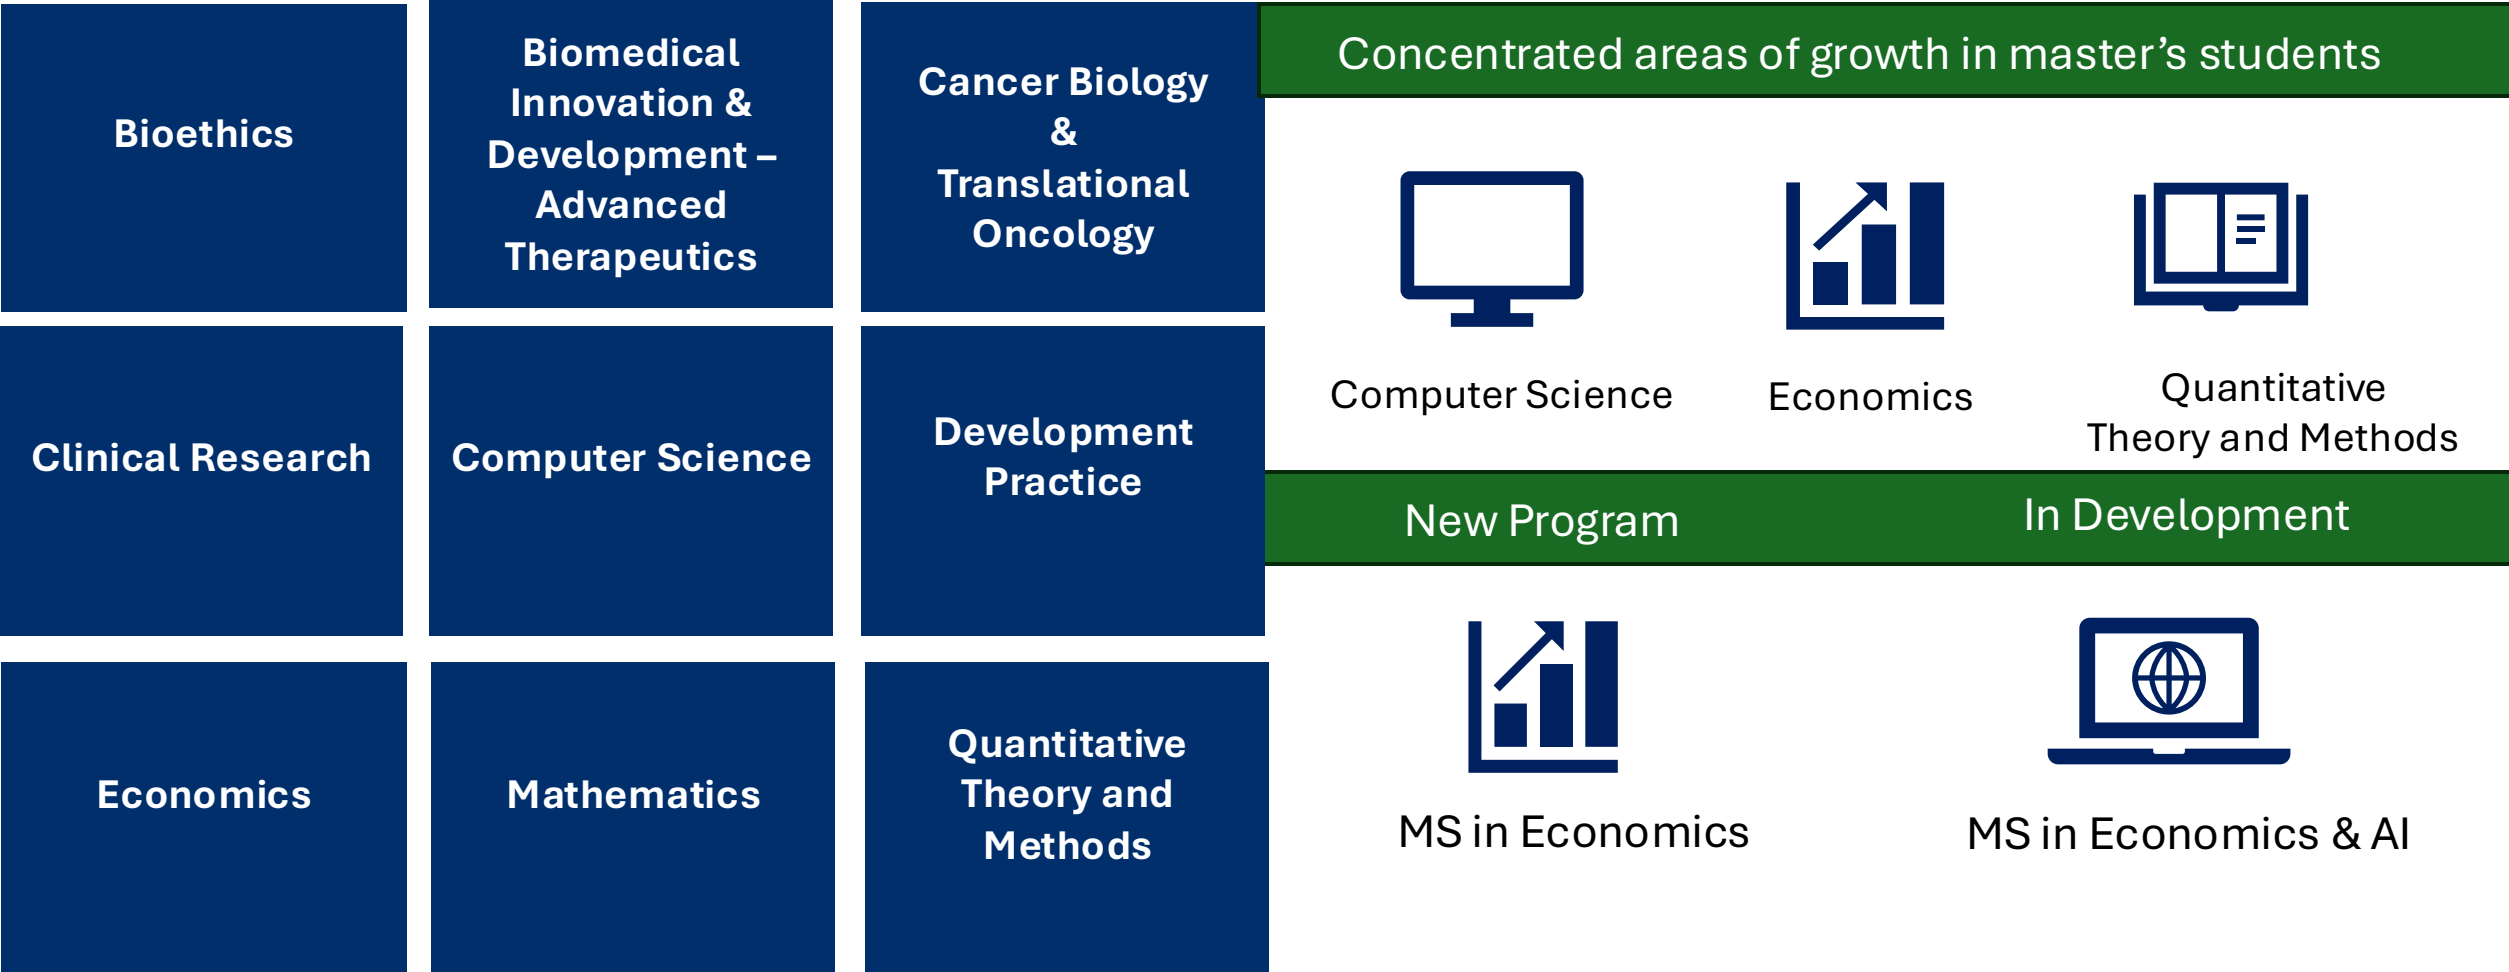 Bioethics
Biomedical
Innovation &
Development –
Advanced
Therapeutics
Cancer Biology
&
Translational
Oncology
Clinical Research
Computer Science
Development
Practice
Economics
Mathematics
Quantitative
Theory and
Methods
Concentrated areas of growth in master’s students
Computer Science
Economics
Quantitative
Theory and Methods
New Program
In Development
MS in Economics
MS in Economics & AI